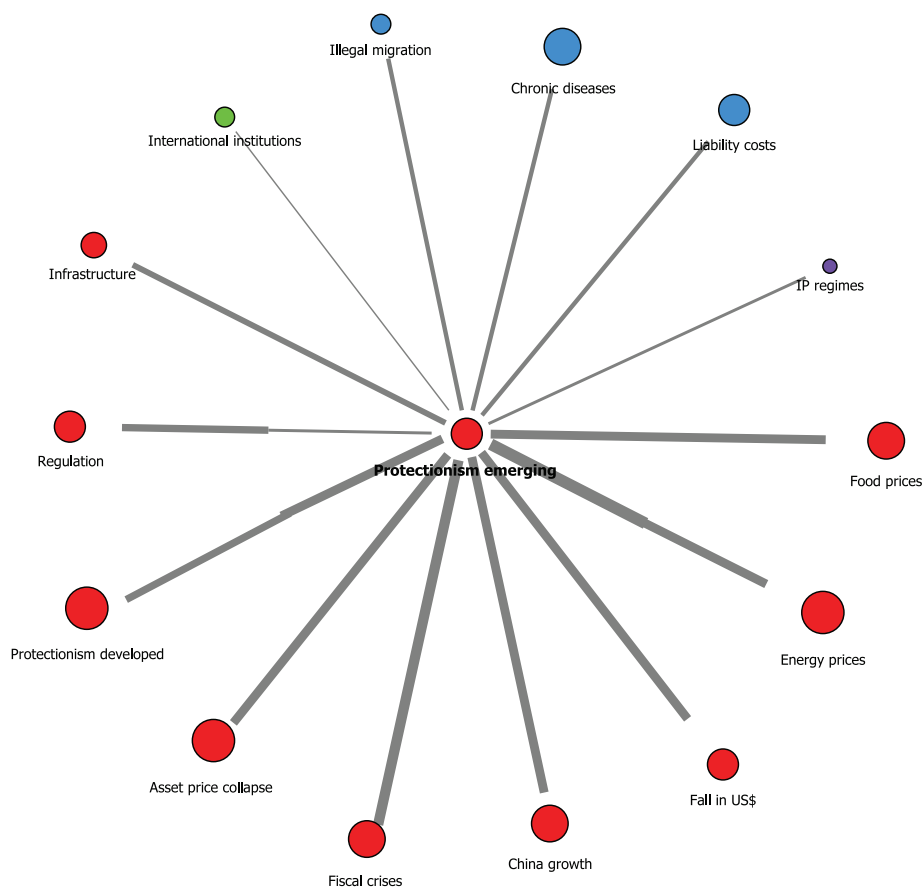 Illegal migration
Chronic diseases
International institutions
Liability costs
Infrastructure
IP regimes
Regulation
Protectionism emerging
Food prices
Protectionism developed
Energy prices
Asset price collapse
Fall in US$
Fiscal crises
China growth